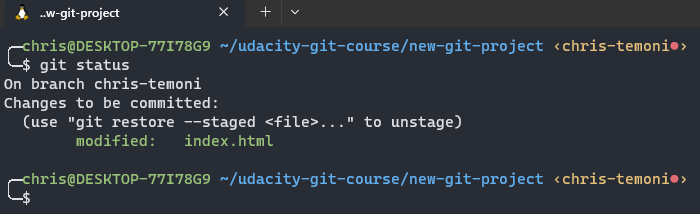 ..w-git-project
chris@DESKTOP-77I78G9 ~/udacity-git-course/new-git-project ‹chris-temoni●›
$ git status
On branch chris-temoni
Changes to be committed:
(use "git restore --staged <file>..." to unstage)
modified: index.html
chris@DESKTOP-77I78G9 ~/udacity-git-course/new-git-project ‹chris-temoni●›
$